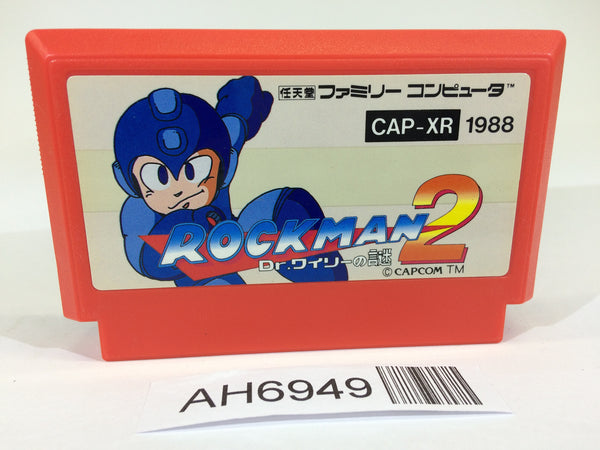 任天堂 ファミリー コンピュータ™
CAP-XR 1988
ROCKMAN 2
Dr.ワイリーの謎
©CAPCOM TM
AH6949